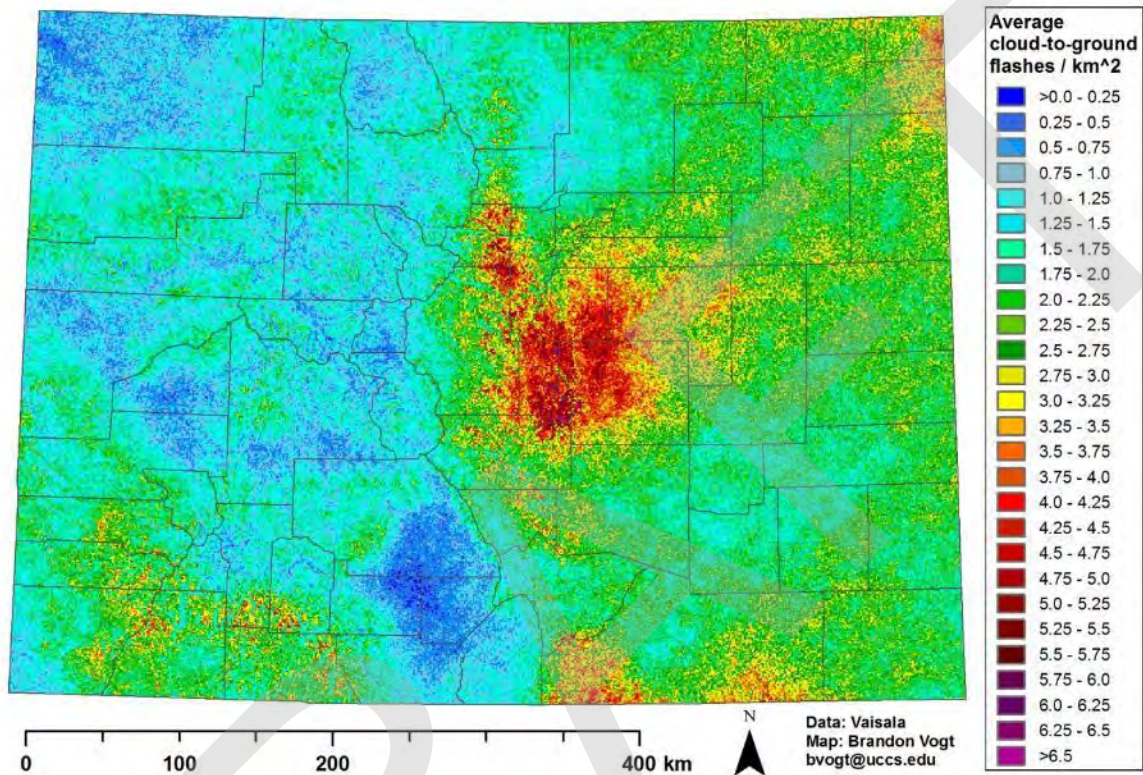 Average
cloud-to-ground
flashes / km^2
>0.0 - 0.25
0.25 - 0.5
0.5 - 0.75
0.75 - 1.0
1.0 - 1.25
1.25 - 1.5
1.5 - 1.75
1.75 - 2.0
2.0 - 2.25
2.25 - 2.5
2.5 - 2.75
2.75 - 3.0
3.0 - 3.25
3.25 - 3.5
3.5 - 3.75
3.75 - 4.0
4.0 - 4.25
4.25 - 4.5
4.5 - 4.75
4.75 - 5.0
5.0 - 5.25
5.25 - 5.5
5.5 - 5.75
5.75 - 6.0
6.0 - 6.25
6.25 - 6.5
>6.5
0 100 200 400 km
N
Data: Vaisala
Map: Brandon Vogt
bvogt@uccs.edu